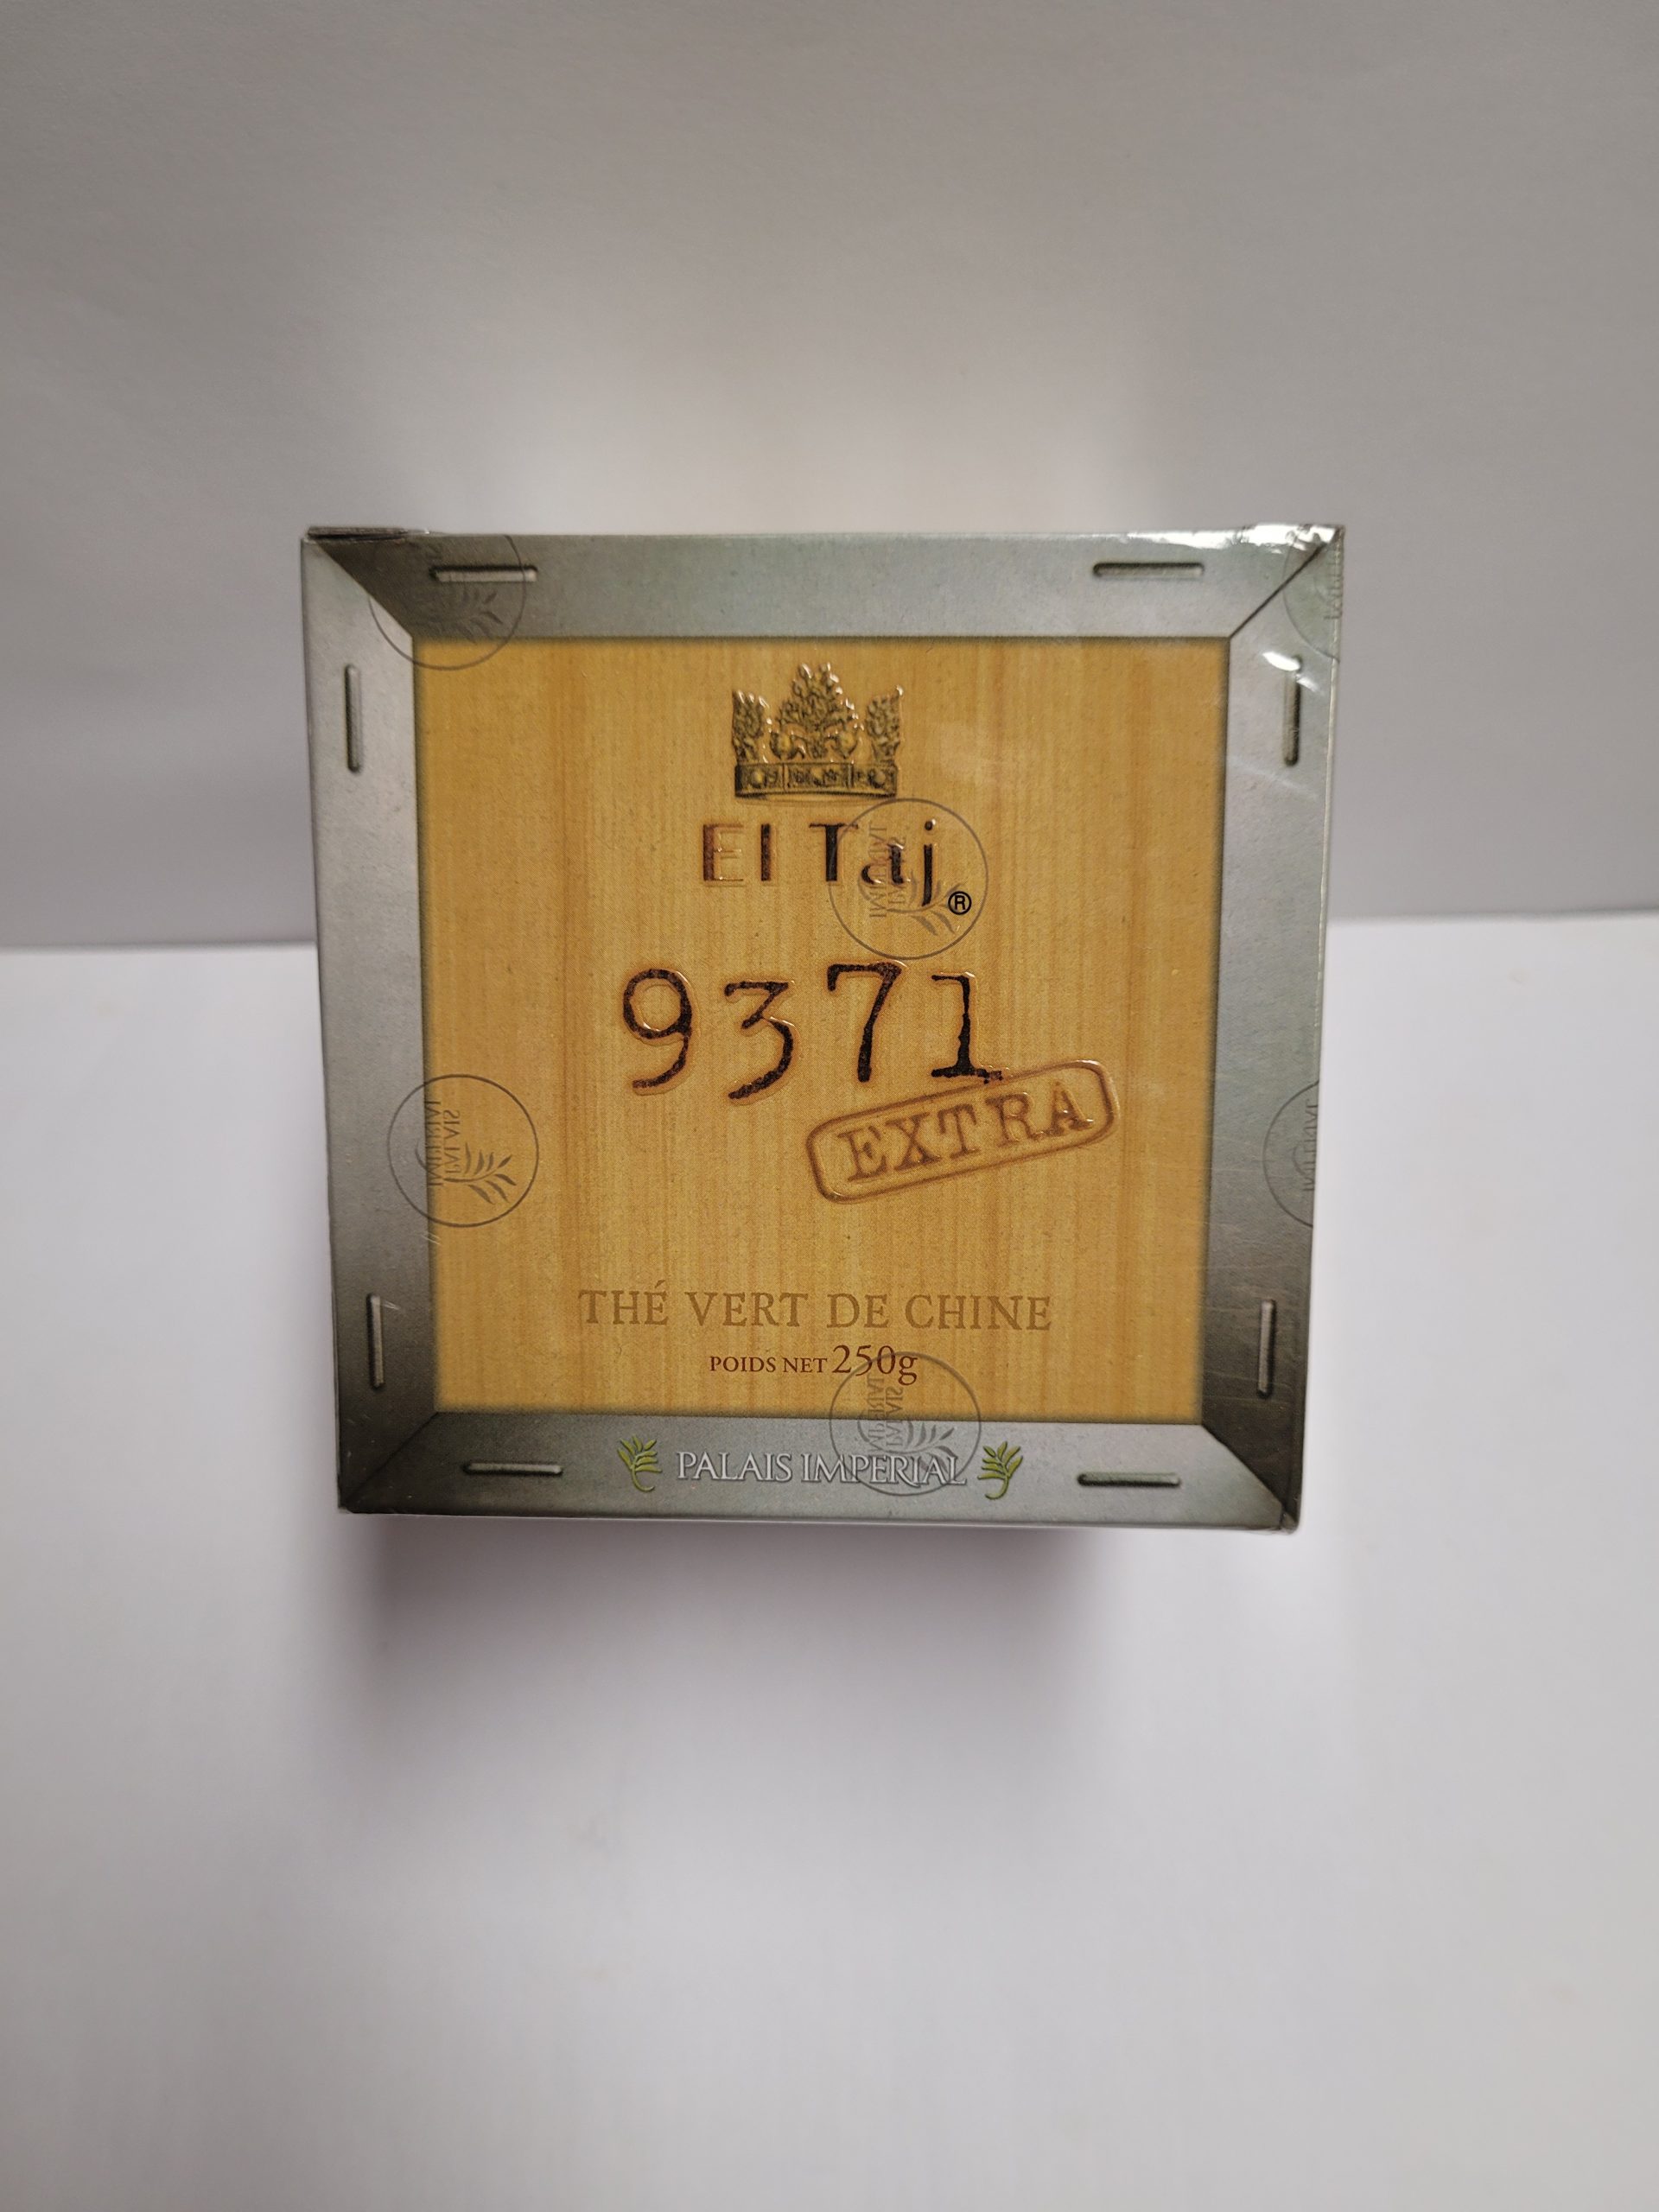 El Taj®
9371
EXTRA
THÉ VERT DE CHINE
POIDS NET 250g
PALAIS IMPERIAL